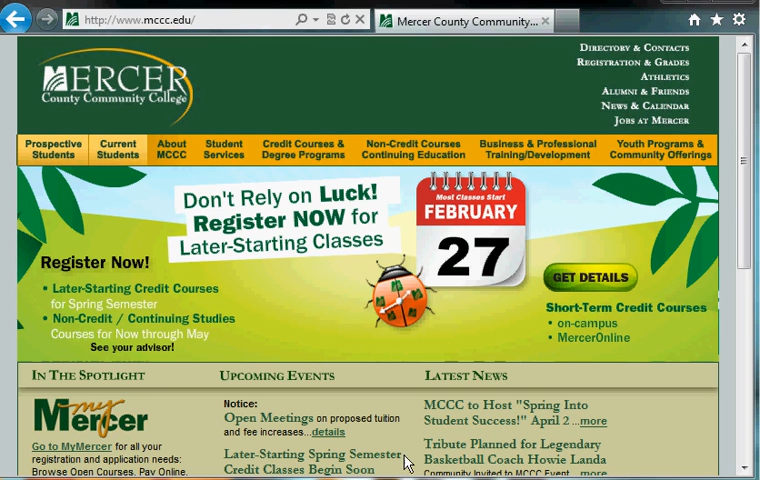 http://www.mccc.edu/
Mercer County Community...
MERCER
County Community College
Directory & Contacts
Registration & Grades
Athletics
Alumni & Friends
News & Calendar
Jobs at Mercer
Prospective Students
Current Students
About MCCC
Student Services
Credit Courses & Degree Programs
Non-Credit Courses Continuing Education
Business & Professional Training/Development
Youth Programs & Community Offerings
Don't Rely on Luck!
Register NOW for
Later-Starting Classes
Most Classes Start
FEBRUARY
27
Register Now!
• Later-Starting Credit Courses
for Spring Semester
• Non-Credit / Continuing Studies
Courses for Now through May
See your advisor!
GET DETAILS
Short-Term Credit Courses
• on-campus
• MercerOnline
In The Spotlight
my
Mercer
Go to MyMercer for all your
registration and application needs:
Browse Open Courses, Pay Online,
Upcoming Events
Notice:
Open Meetings on proposed tuition
and fee increases...details
Later-Starting Spring Semester
Credit Classes Begin Soon
Latest News
MCCC to Host "Spring Into
Student Success!" April 2 ...more
Tribute Planned for Legendary
Basketball Coach Howie Landa
Community Invited to MCCC Event ...more